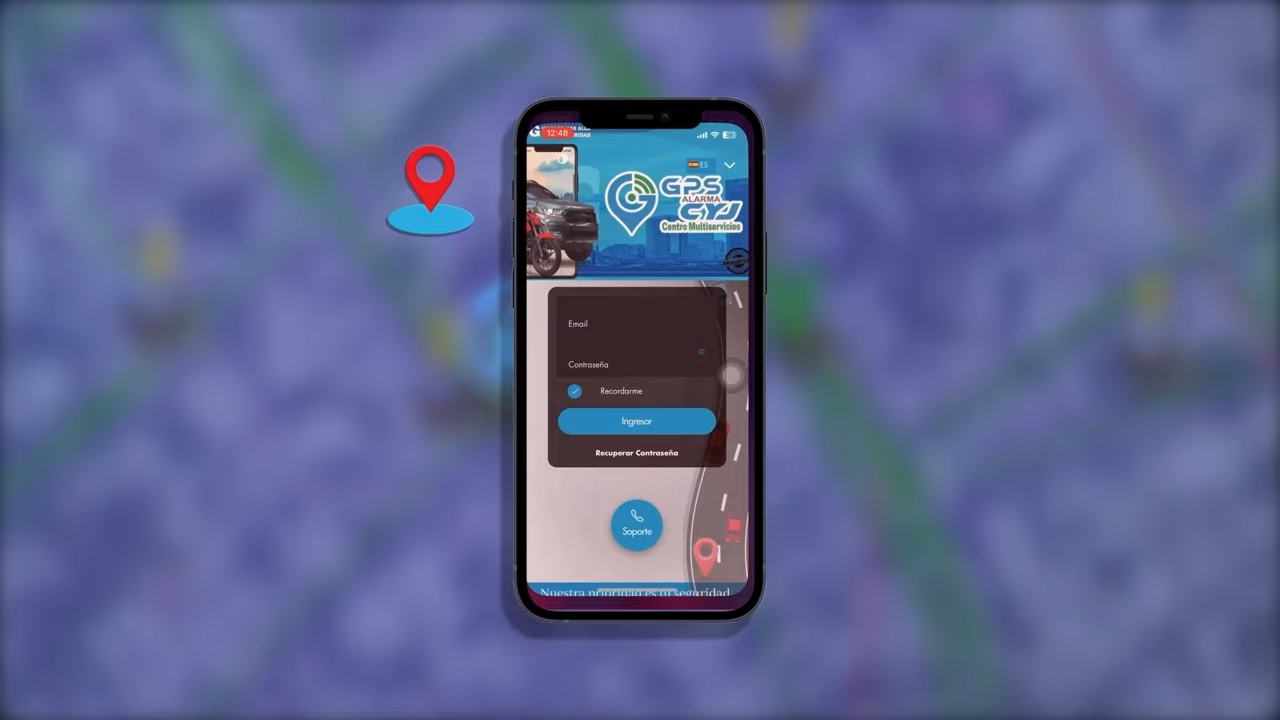 12:48
ES
GPS
ALARMA
GYJ
Centro Multiservicios
Email
Contraseña
Recordarme
Ingresar
Recuperar Contraseña
Soporte
Nuestra prioridad es tu seguridad